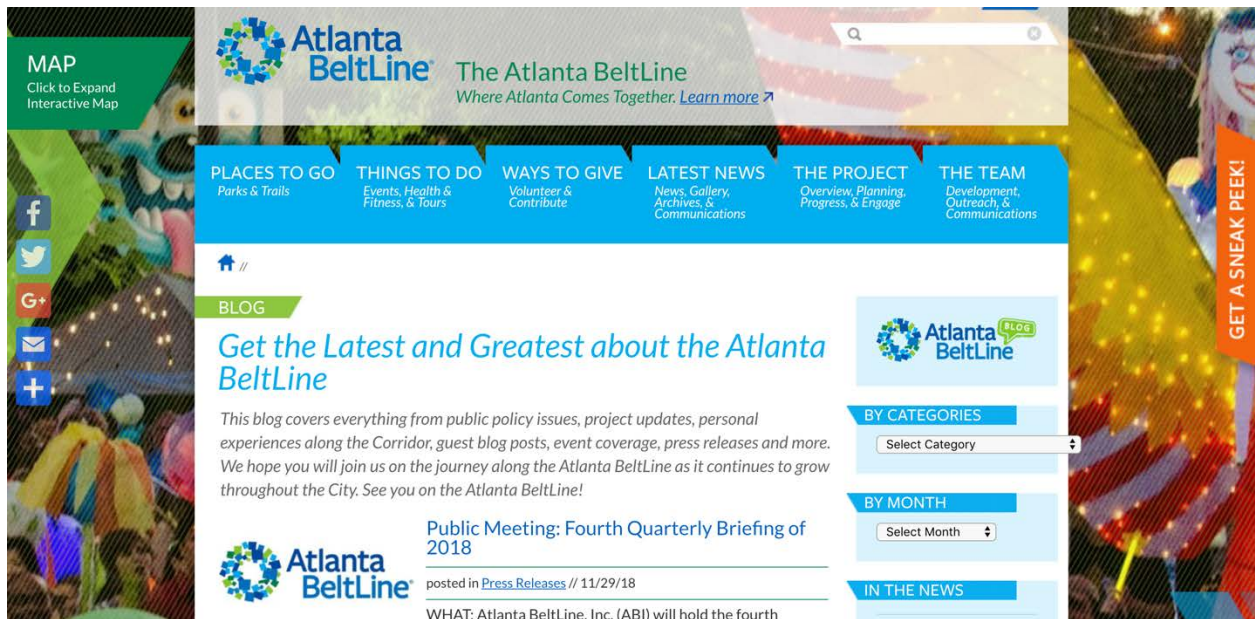 MAP
Click to Expand
Interactive Map
Atlanta
BeltLine
The Atlanta BeltLine
Where Atlanta Comes Together. Learn more
PLACES TO GO
Parks & Trails
THINGS TO DO
Events, Health &
Fitness, & Tours
WAYS TO GIVE
Volunteer &
Contribute
LATEST NEWS
News, Gallery,
Archives, &
Communications
THE PROJECT
Overview, Planning,
Progress, & Engage
THE TEAM
Development,
Outreach, &
Communications
GET A SNEAK PEEK!
f
G+
//
BLOG
Get the Latest and Greatest about the Atlanta
BeltLine
This blog covers everything from public policy issues, project updates, personal
experiences along the Corridor, guest blog posts, event coverage, press releases and more.
We hope you will join us on the journey along the Atlanta BeltLine as it continues to grow
throughout the City. See you on the Atlanta BeltLine!
Atlanta
BeltLine
Public Meeting: Fourth Quarterly Briefing of
2018
posted in Press Releases // 11/29/18
WHAT: Atlanta BeltLine, Inc. (ABI) will hold the fourth
Atlanta BLOG
BeltLine
BY CATEGORIES
Select Category
BY MONTH
Select Month
IN THE NEWS